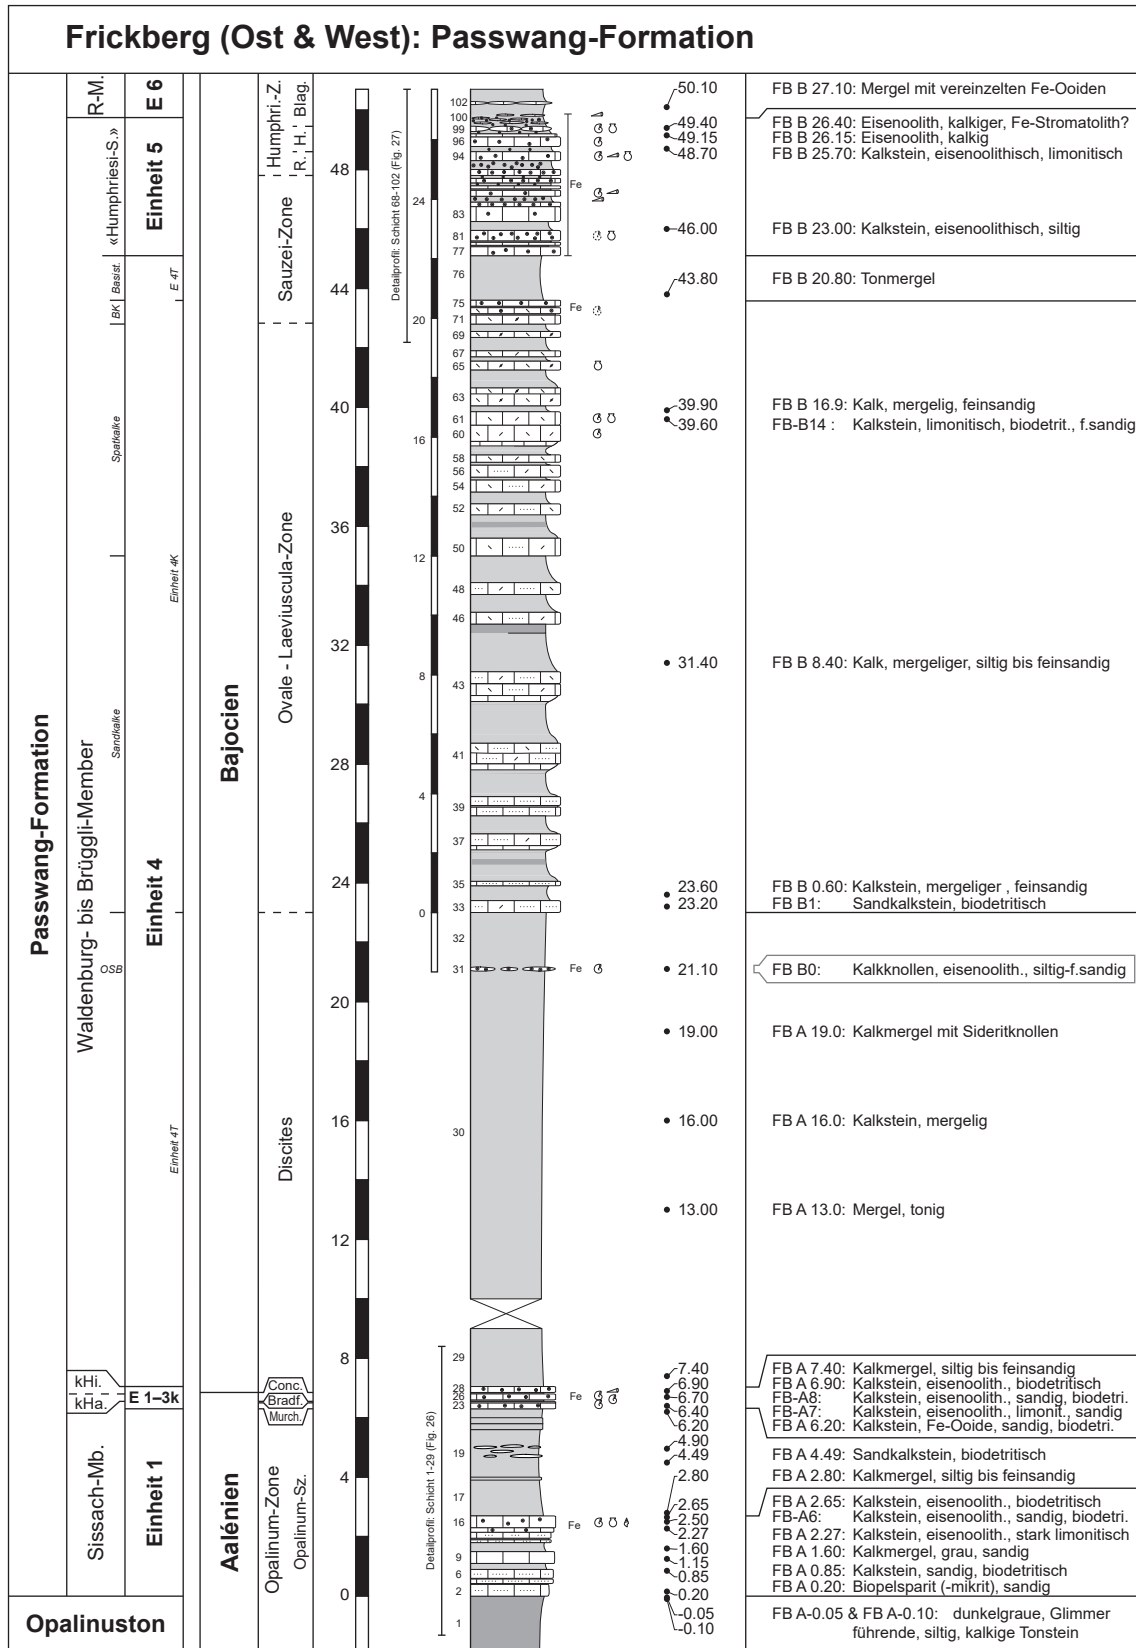 Frickberg (Ost & West): Passwang-Formation
R-M.
E 6
Humphri.-Z.
Blag.
H.
R.
«Humphriesi-S.»
Einheit 5
Sauzei-Zone
Basist.
E 4T
BK
Spatkalke
Einheit 4K
Sandkalke
Ovale - Laeviuscula-Zone
Bajocien
Passwang-Formation
Waldenburg- bis Brüggli-Member
Einheit 4
OSB
Einheit 4T
Discites
kHi.
kHa.
E 1–3k
Conc.
Bradf.
Murch.
Sissach-Mb.
Einheit 1
Aalénien
Opalinum-Zone
Opalinum-Sz.
Opalinuston
48
44
40
36
32
28
24
20
16
12
8
4
0
Detailprofil: Schicht 68-102 (Fig. 27)
24
20
16
12
8
4
0
Detailprofil: Schicht 1-29 (Fig. 26)
102
100
99
96
94
83
81
77
76
75
71
69
67
65
63
61
60
58
56
54
52
50
48
46
43
41
39
37
35
33
32
31
30
29
28
26
23
19
17
16
9
6
2
1
Fe
Fe
Fe
Fe
Fe
50.10 FB B 27.10: Mergel mit vereinzelten Fe-Ooiden
49.40 FB B 26.40: Eisenoolith, kalkiger, Fe-Stromatolith?
49.15 FB B 26.15: Eisenoolith, kalkig
48.70 FB B 25.70: Kalkstein, eisenoolithisch, limonitisch
46.00 FB B 23.00: Kalkstein, eisenoolithisch, siltig
43.80 FB B 20.80: Tonmergel
39.90 FB B 16.9: Kalk, mergelig, feinsandig
39.60 FB-B14 : Kalkstein, limonitisch, biodetrit., f.sandig
31.40 FB B 8.40: Kalk, mergeliger, siltig bis feinsandig
23.60 FB B 0.60: Kalkstein, mergeliger , feinsandig
23.20 FB B1: Sandkalkstein, biodetritisch
21.10 FB B0: Kalkknollen, eisenoolith., siltig-f.sandig
19.00 FB A 19.0: Kalkmergel mit Sideritknollen
16.00 FB A 16.0: Kalkstein, mergelig
13.00 FB A 13.0: Mergel, tonig
7.40 FB A 7.40: Kalkmergel, siltig bis feinsandig
6.90 FB A 6.90: Kalkstein, eisenoolith., biodetritisch
6.70 FB-A8: Kalkstein, eisenoolith., sandig, biodetri.
6.40 FB-A7: Kalkstein, eisenoolith., limonit., sandig
6.20 FB A 6.20: Kalkstein, Fe-Ooide, sandig, biodetri.
4.90
4.49 FB A 4.49: Sandkalkstein, biodetritisch
2.80 FB A 2.80: Kalkmergel, siltig bis feinsandig
2.65 FB A 2.65: Kalkstein, eisenoolith., biodetritisch
2.50 FB-A6: Kalkstein, eisenoolith., sandig, biodetri.
2.27 FB A 2.27: Kalkstein, eisenoolith., stark limonitisch
1.60 FB A 1.60: Kalkmergel, grau, sandig
1.15
0.85 FB A 0.85: Kalkstein, sandig, biodetritisch
0.20 FB A 0.20: Biopelsparit (-mikrit), sandig
-0.05 FB A-0.05 & FB A-0.10: dunkelgraue, Glimmer
-0.10 führende, siltig, kalkige Tonstein